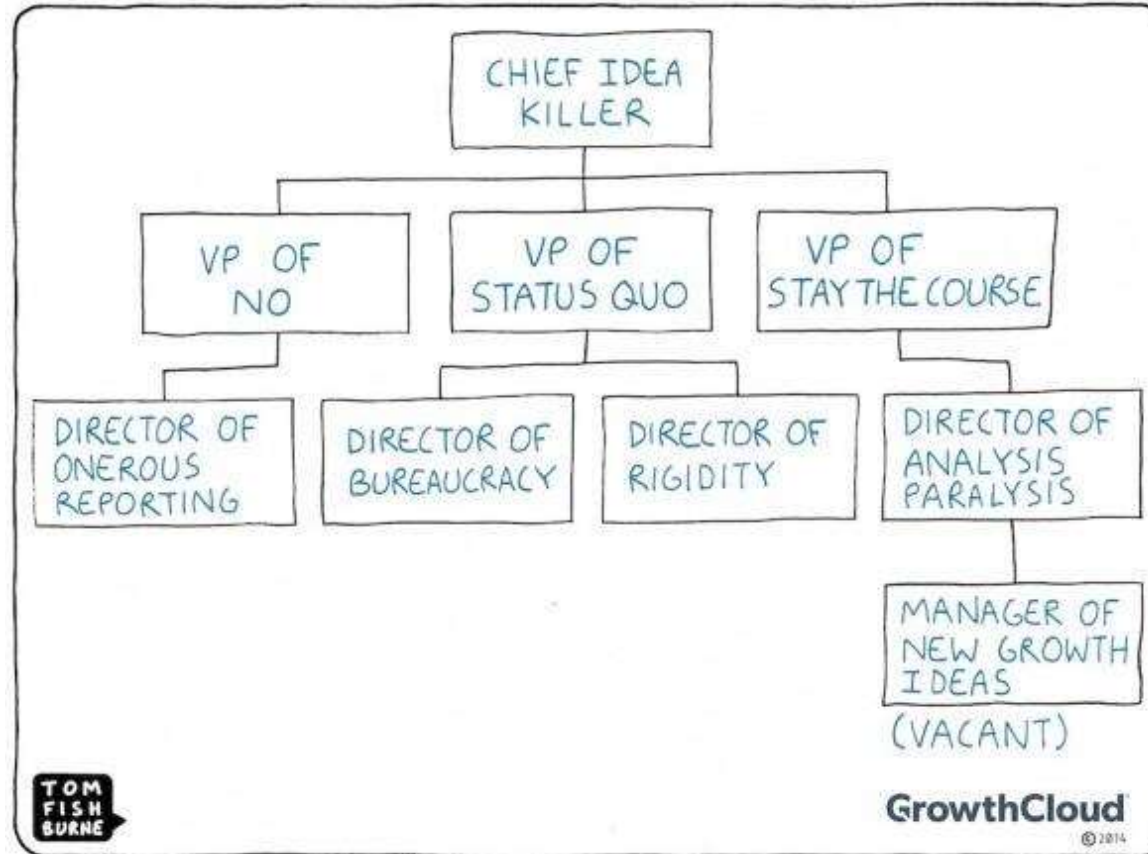 CHIEF IDEA
KILLER
VP OF
NO
VP OF
STATUS QUO
VP OF
STAY THE COURSE
DIRECTOR OF
ONEROUS
REPORTING
DIRECTOR OF
BUREAUCRACY
DIRECTOR OF
RIGIDITY
DIRECTOR OF
ANALYSIS
PARALYSIS
MANAGER OF
NEW GROWTH
IDEAS
(VACANT)
TOM
FISH
BURNE
GrowthCloud
©2014